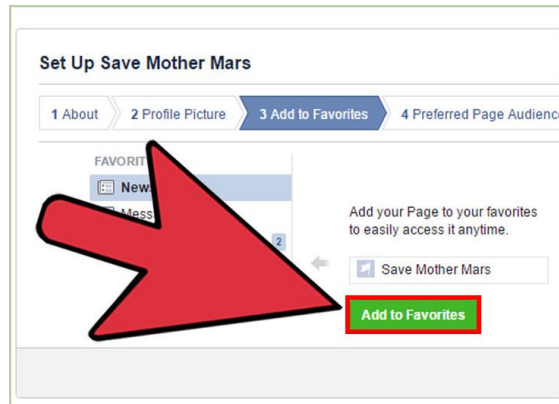 Set Up Save Mother Mars
1 About
2 Profile Picture
3 Add to Favorites
4 Preferred Page Audience
Add your Page to your favorites
to easily access it anytime.
2
Save Mother Mars
Add to Favorites